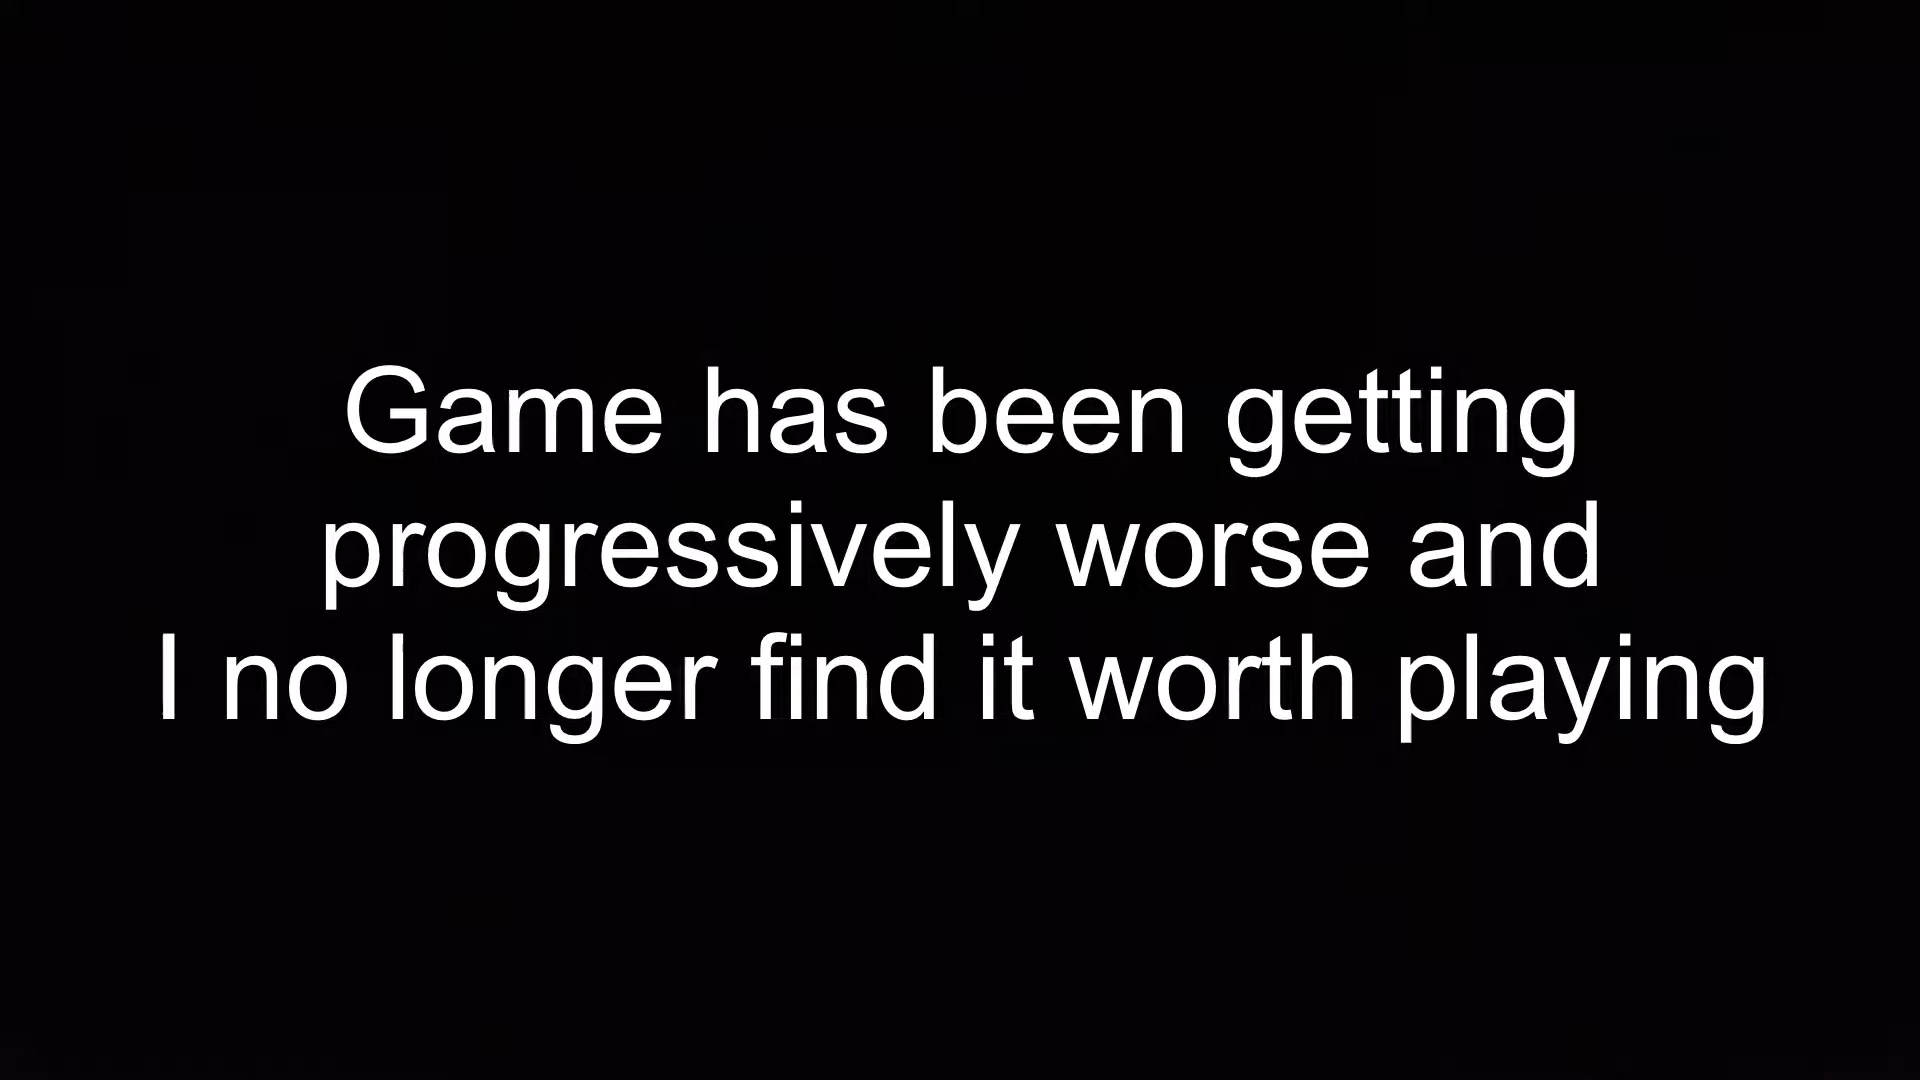 Game has been getting
progressively worse and
I no longer find it worth playing